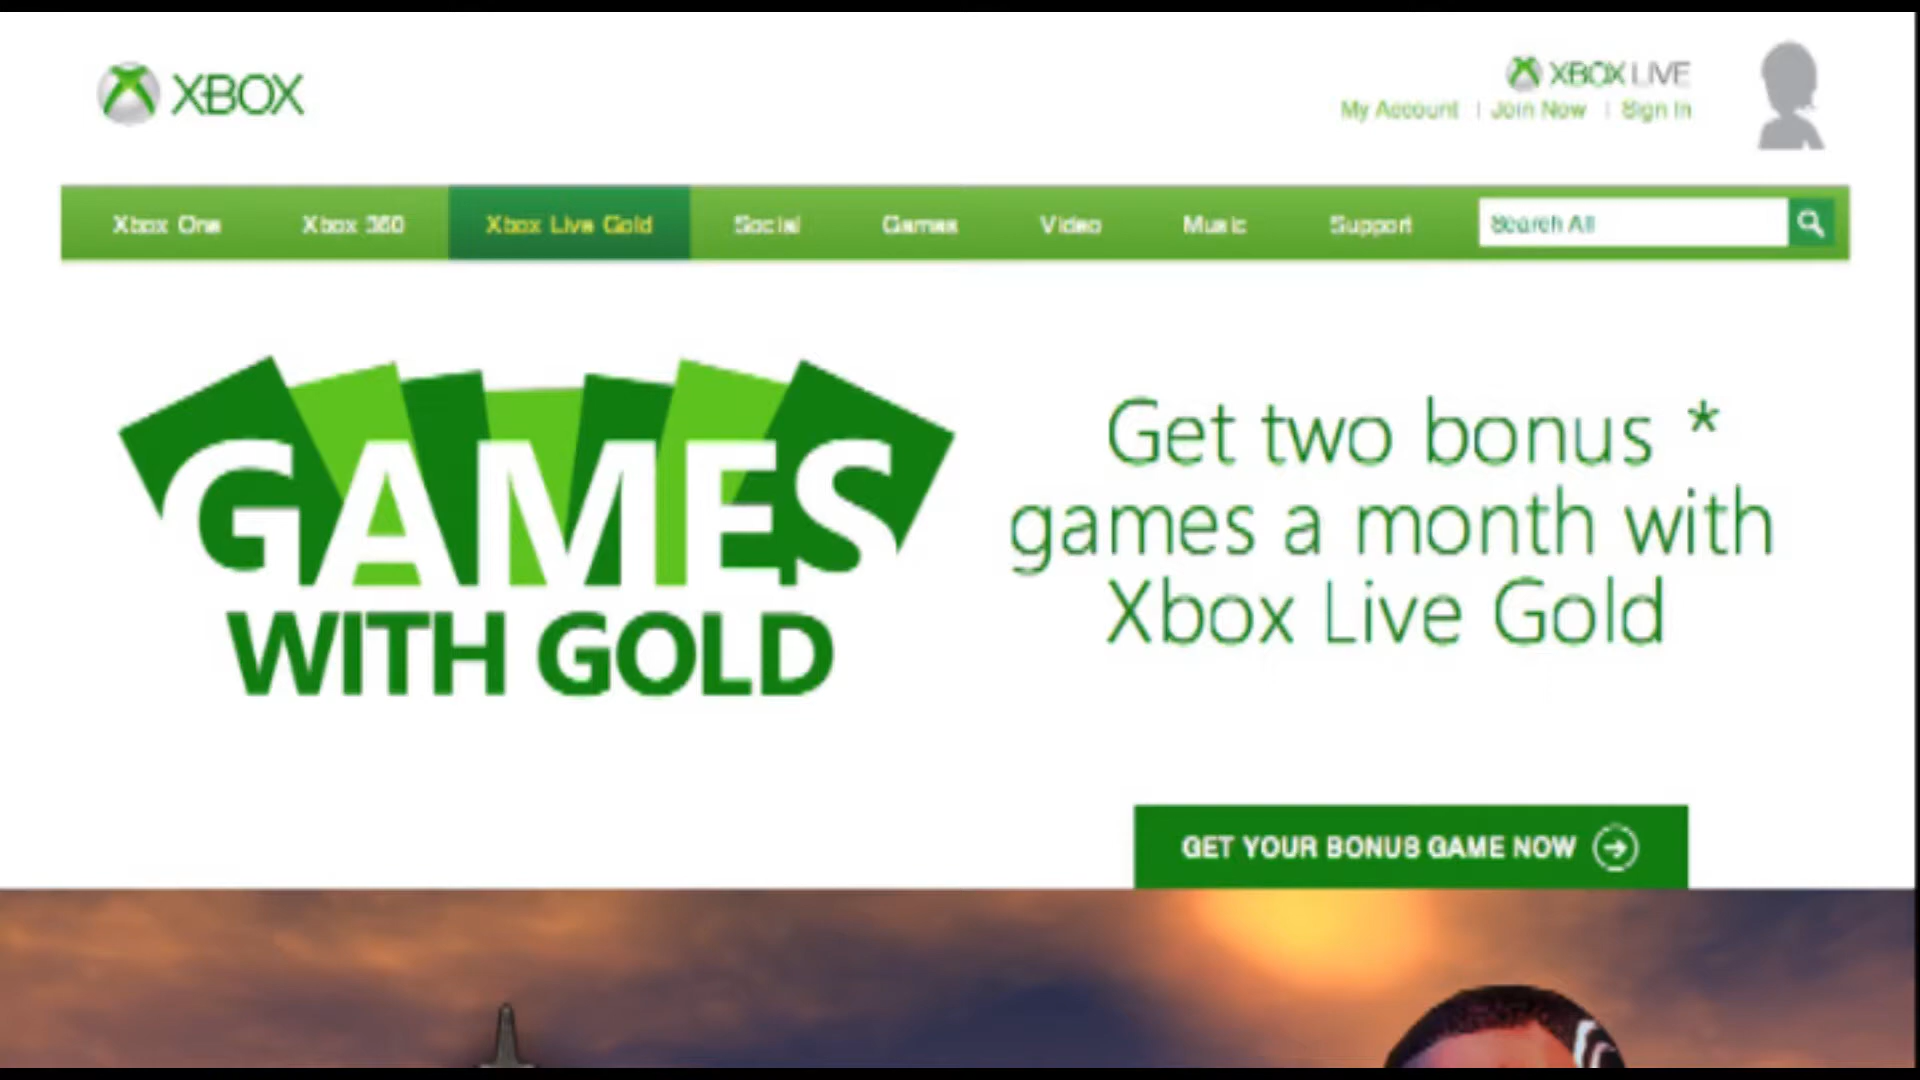 XBOX
XBOX LIVE
My Account | Join Now | Sign In
Xbox One Xbox 360 Xbox Live Gold Social Games Video Music Support Search All
GAMES
WITH GOLD
Get two bonus *
games a month with
Xbox Live Gold
GET YOUR BONUS GAME NOW